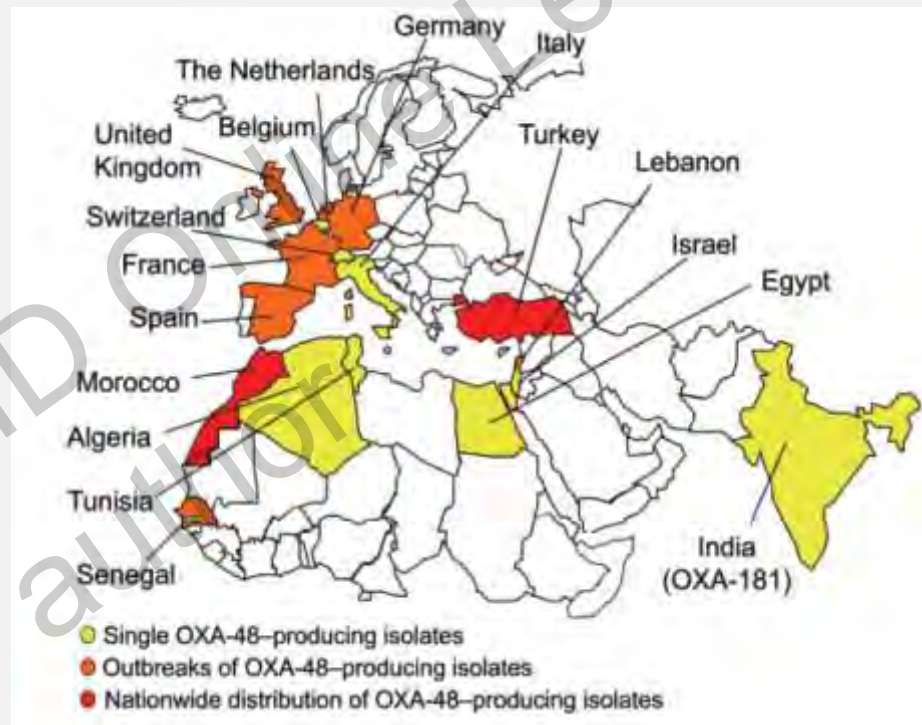 Germany
Italy
The Netherlands
Belgium
Turkey
United
Kingdom
Lebanon
Switzerland
Israel
France
Egypt
Spain
Morocco
Algeria
Tunisia
India
(OXA-181)
Senegal
Single OXA-48–producing isolates
Outbreaks of OXA-48–producing isolates
Nationwide distribution of OXA-48–producing isolates
Online
author